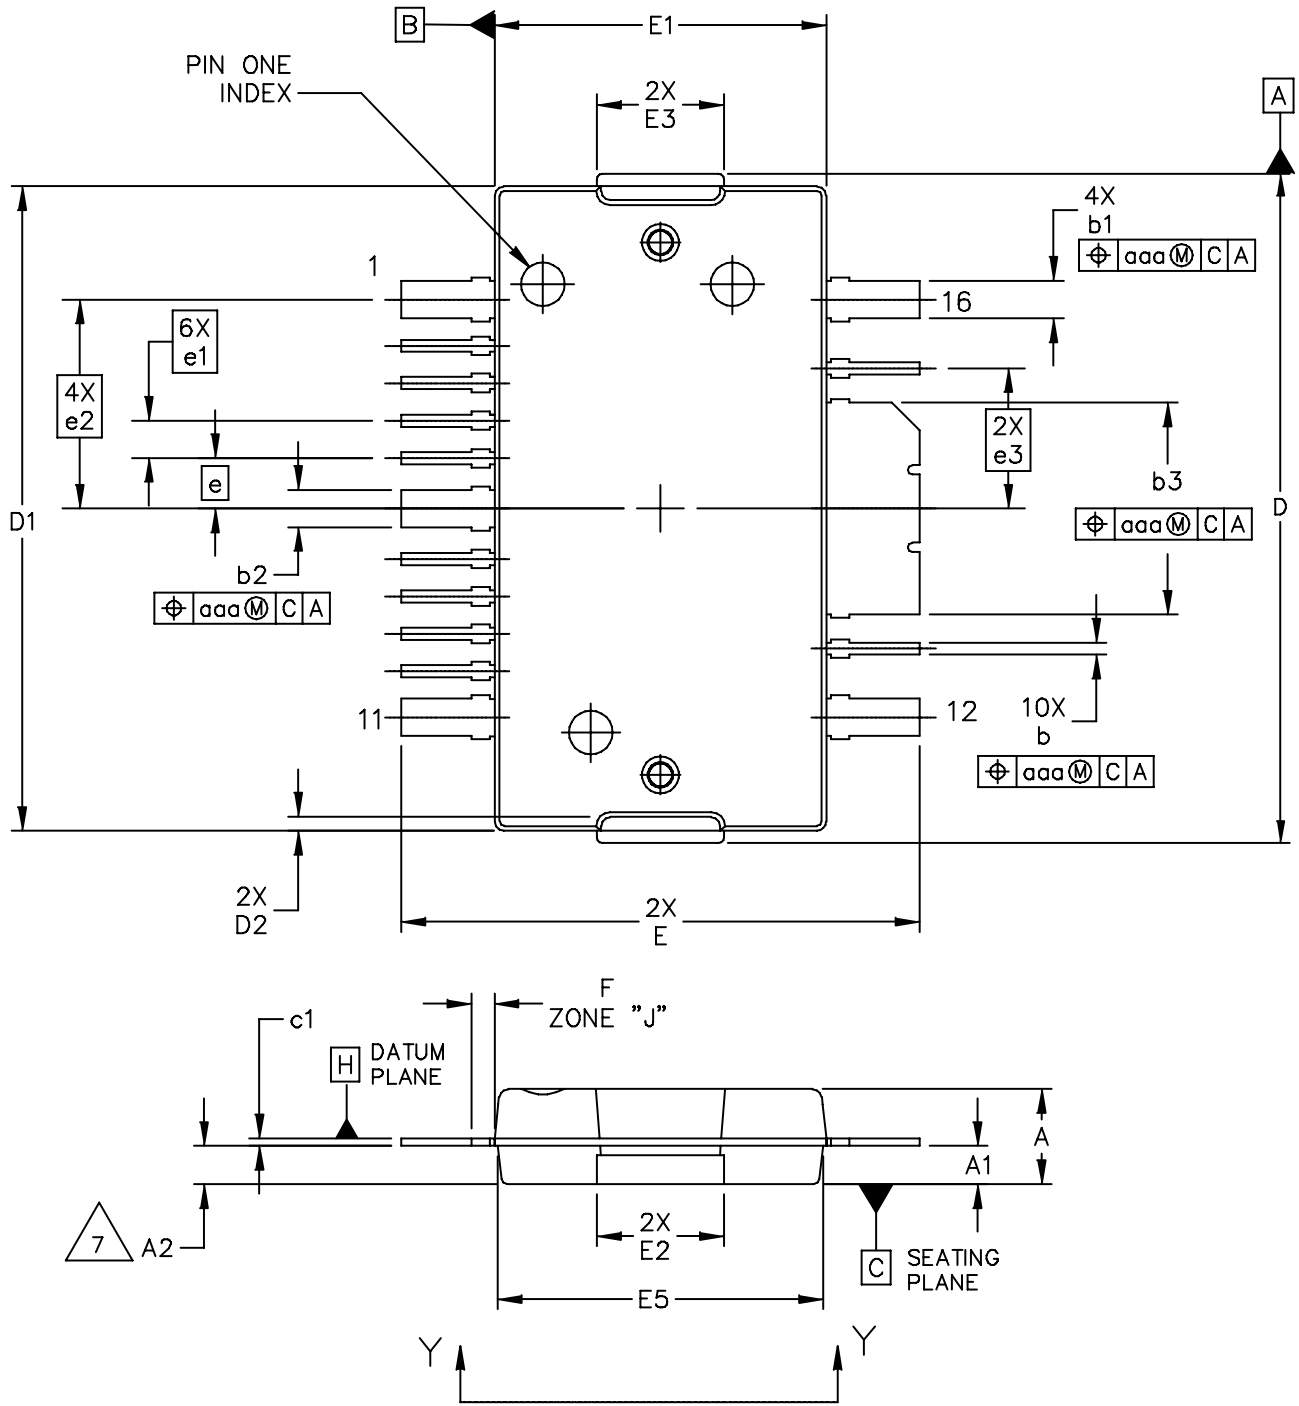 B
E1
PIN ONE
INDEX
2X
E3
A
4X
b1
⌖ aaa Ⓜ C A
1
16
6X
e1
4X
e2
2X
e3
e
b3
⌖ aaa Ⓜ C A
D1
D
b2
⌖ aaa Ⓜ C A
11
12
10X
b
⌖ aaa Ⓜ C A
2X
D2
2X
E
F
ZONE "J"
c1
H
DATUM
PLANE
A
A1
7
A2
2X
E2
C
SEATING
PLANE
E5
Y
Y